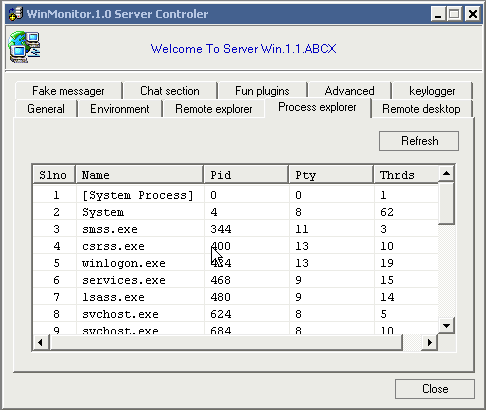 WinMonitor.1.0 Server Controler
Welcome To Server Win.1.1.ABCX
Fake messager Chat section Fun plugins Advanced keylogger
General Environment Remote explorer Process explorer Remote desktop
Refresh
Slno Name Pid Pty Thrds
1 [System Process] 0 0 1
2 System 4 8 62
3 smss.exe 344 11 3
4 csrss.exe 400 13 10
5 winlogon.exe 434 13 19
6 services.exe 468 9 15
7 lsass.exe 480 9 14
8 svchost.exe 624 8 5
9 svchost.exe 684 8 10
Close